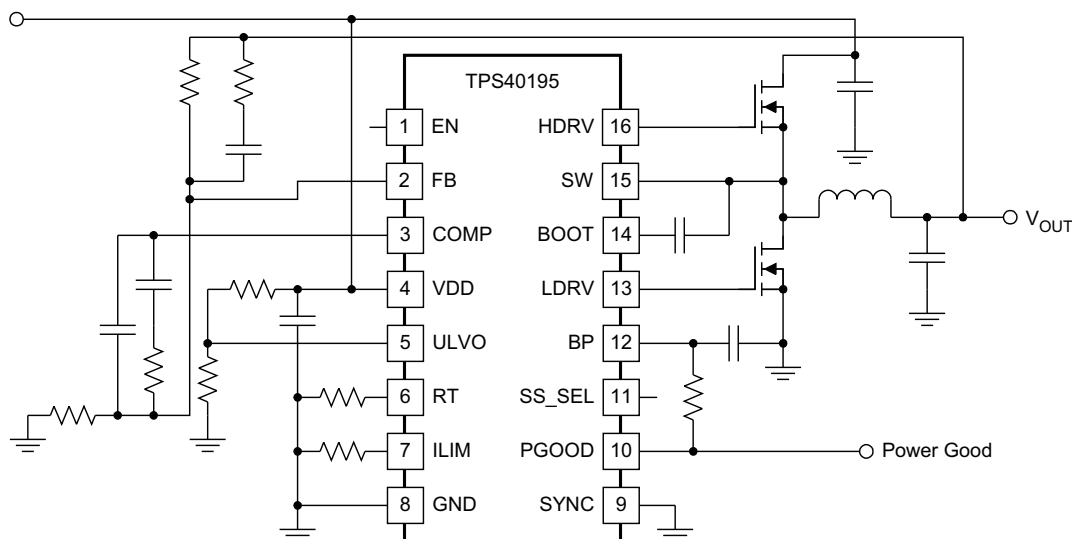 TPS40195
1 EN HDRV 16
2 FB SW 15
3 COMP BOOT 14
4 VDD LDRV 13
5 ULVO BP 12
6 RT SS_SEL 11
7 ILIM PGOOD 10
8 GND SYNC 9
VOUT
Power Good